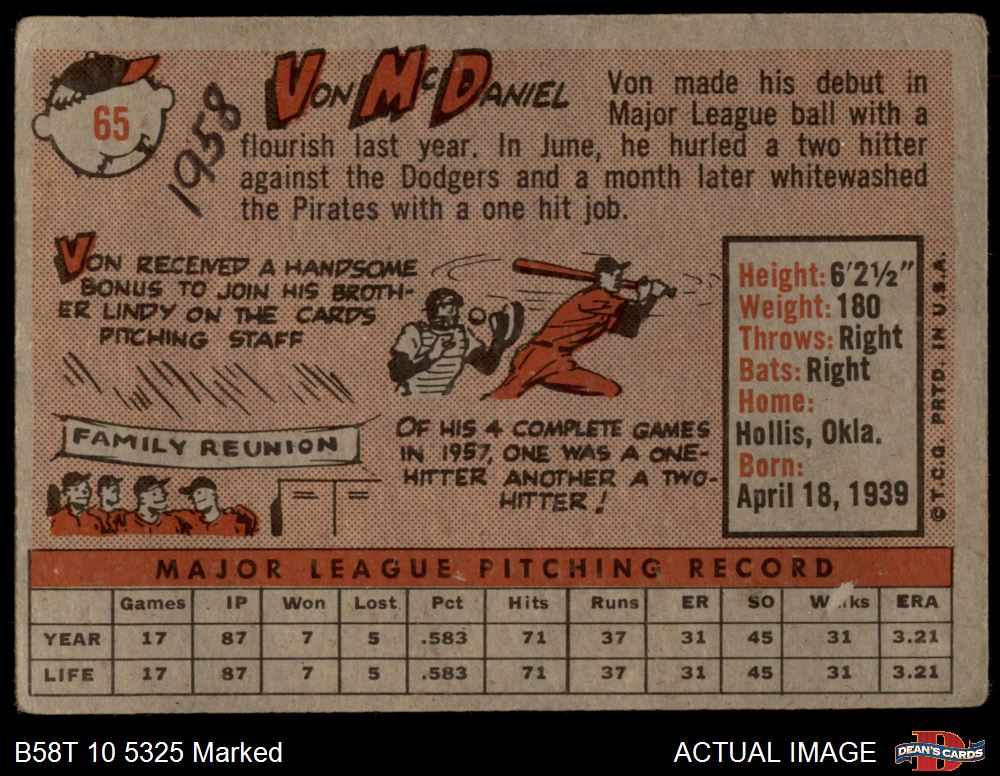 65
1958
VON McDANIEL
Von made his debut in
Major League ball with a
flourish last year. In June, he hurled a two hitter
against the Dodgers and a month later whitewashed
the Pirates with a one hit job.
VON RECEIVED A HANDSOME
BONUS TO JOIN HIS BROTH-
ER LINDY ON THE CARDS
PITCHING STAFF
FAMILY REUNION
OF HIS 4 COMPLETE GAMES
IN 1957, ONE WAS A ONE-
HITTER ANOTHER A TWO-
HITTER!
Height: 6'2½"
Weight: 180
Throws: Right
Bats: Right
Home:
Hollis, Okla.
Born:
April 18, 1939
© T.C.G. PRTD. IN U.S.A.
MAJOR LEAGUE PITCHING RECORD
Games IP Won Lost Pct Hits Runs ER SO W ks ERA
YEAR 17 87 7 5 .583 71 37 31 45 31 3.21
LIFE 17 87 7 5 .583 71 37 31 45 31 3.21
B58T 10 5325 Marked
ACTUAL IMAGE
D
DEAN'S CARDS